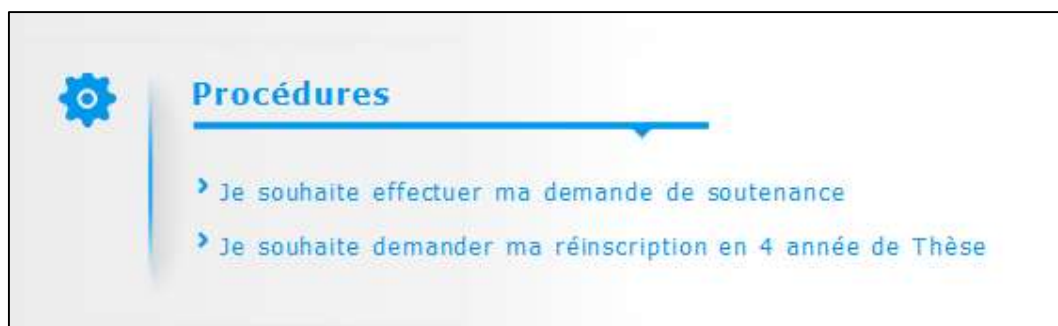 Procédures
Je souhaite effectuer ma demande de soutenance
Je souhaite demander ma réinscription en 4 année de Thèse